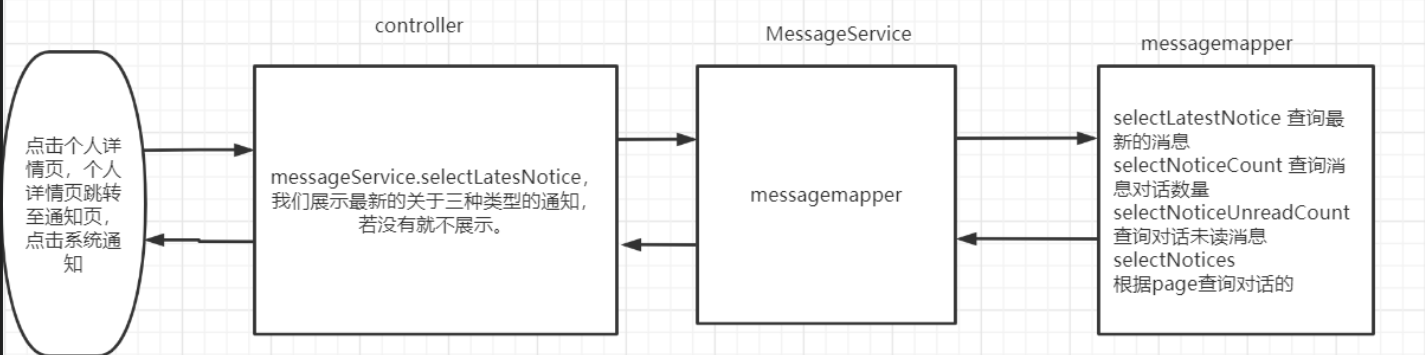 controller
MessageService
messagemapper
点击个人详
情页，个人
详情页跳转
至通知页，
点击系统通
知
messageService.selectLatesNotice，
我们展示最新的关于三种类型的通知，
若没有就不展示。
messagemapper
selectLatestNotice 查询最
新的消息
selectNoticeCount 查询消
息对话数量
selectNoticeUnreadCount
查询对话未读消息
selectNotices
根据page查询对话的